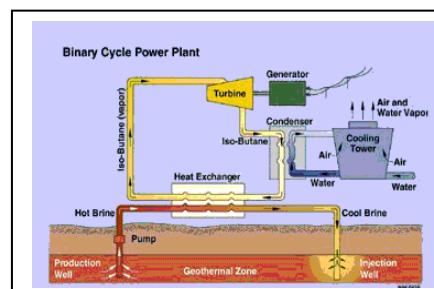 Binary Cycle Power Plant
Generator
Turbine
Air and
Water Vapor
Condenser
Iso-Butane (vapor)
Iso-Butane
Cooling
Tower
Air
Air
Water
Water
Heat Exchanger
Hot Brine
Cool Brine
Pump
Production
Well
Geothermal Zone
Injection
Well